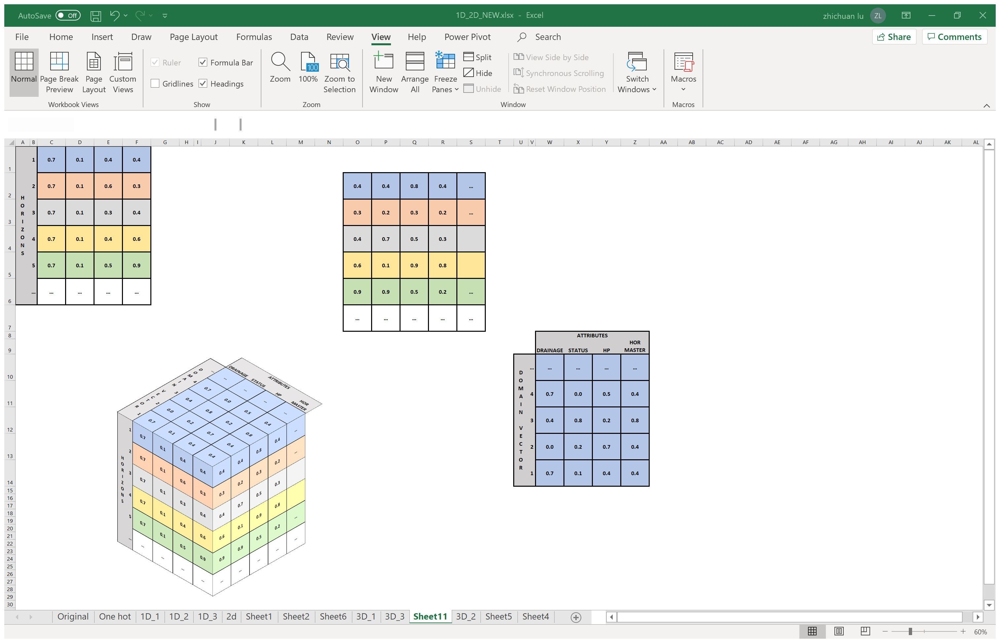 AutoSave Off 1D_2D_NEW.xlsx - Excel zhichuan lu ZL
File Home Insert Draw Page Layout Formulas Data Review View Help Power Pivot Search Share Comments
Ruler Formula Bar 100 Split View Side by Side
Normal Page Break Preview Page Layout Custom Views Gridlines Headings Zoom 100% Zoom to Selection New Window Arrange All Freeze Panes Hide Synchronous Scrolling Switch Windows Macros
Unhide Reset Window Position
Workbook Views Show Zoom Window Macros
A B C D E F G H I J K L M N O P Q R S T U V W X Y Z AA AB AC AD AE AF AG AH AI AJ AK AL
1 2 3 4 5 6 7 8 9 10 11 12 13 14 15 16 17 18 19 20 21 22 23 24 25 26 27 28 29 30
HORIZONS
1 0.7 0.1 0.4 0.4
2 0.7 0.1 0.6 0.3
3 0.7 0.1 0.3 0.4
4 0.7 0.1 0.4 0.6
5 0.7 0.1 0.5 0.9
... ... ... ... ...
0.4 0.4 0.8 0.4 ...
0.3 0.2 0.3 0.2 ...
0.4 0.7 0.5 0.3
0.6 0.1 0.9 0.8
0.9 0.9 0.5 0.2 ...
... ... ... ... ...
ATTRIBUTES
DRAINAGE STATUS HP HOR MASTER
DOMAIN VECTOR
... ... ... ... ...
4 0.7 0.0 0.5 0.4
3 0.4 0.8 0.2 0.8
2 0.0 0.2 0.7 0.4
1 0.7 0.1 0.4 0.4
ATTRIBUTES
DRAINAGE STATUS HP HOR MASTER
DOMAIN VECTOR
... ... ... ... ...
4 0.7 0.0 0.5 0.4
3 0.4 0.8 0.2 0.8
2 0.0 0.2 0.7 0.4
1 0.7 0.1 0.4 0.4
HORIZONS
1 0.7 0.1 0.4 0.4 0.4 0.4 0.8 0.4 ...
2 0.7 0.1 0.6 0.3 0.3 0.2 0.3 0.2 ...
3 0.7 0.1 0.3 0.4 0.4 0.7 0.5 0.3
4 0.7 0.1 0.4 0.6 0.6 0.1 0.9 0.8
5 0.7 0.1 0.5 0.9 0.9 0.9 0.5 0.2 ...
... ... ... ... ... ... ... ... ... ...
Original One hot 1D_1 1D_2 1D_3 2d Sheet1 Sheet2 Sheet6 3D_1 3D_3 Sheet11 3D_2 Sheet5 Sheet4
60%